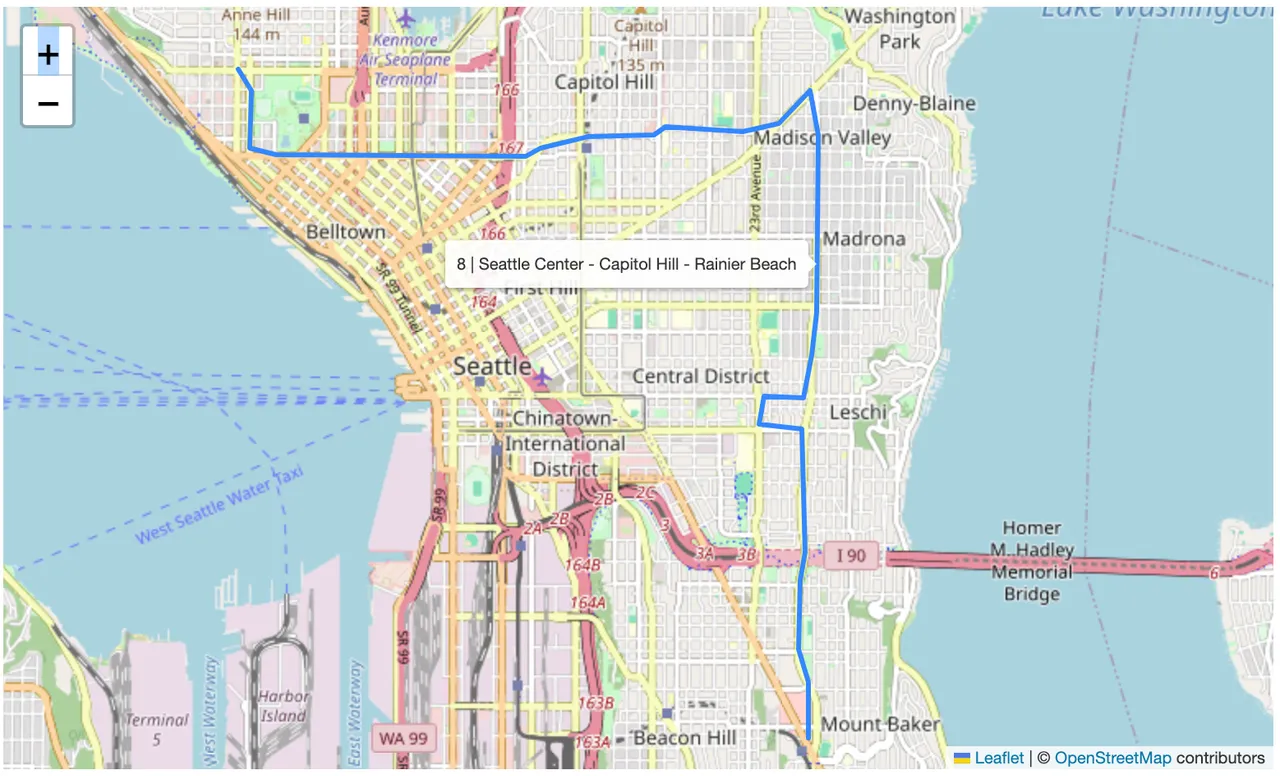 Anne Hill
144 m
Kenmore
Air Seaplane
Terminal
Capitol
Hill
135 m
Washington
Park
Lake Washington
+
−
166
Capitol Hill
Denny-Blaine
167
Madison Valley
23rd Avenue
Belltown
166
Madrona
8 | Seattle Center - Capitol Hill - Rainier Beach
First Hill
SR 99 Tunnel
164
Seattle
Central District
Leschi
Chinatown-
International
District
West Seattle Water Taxi
SR 99
2B
2C
2A
2B
3
3A
3B
I 90
Homer
M. Hadley
Memorial
Bridge
6
164B
164A
SR 99
West Waterway
East Waterway
Harbor
Island
Terminal
5
163B
WA 99
163A
Beacon Hill
Mount Baker
Leaflet | © OpenStreetMap contributors